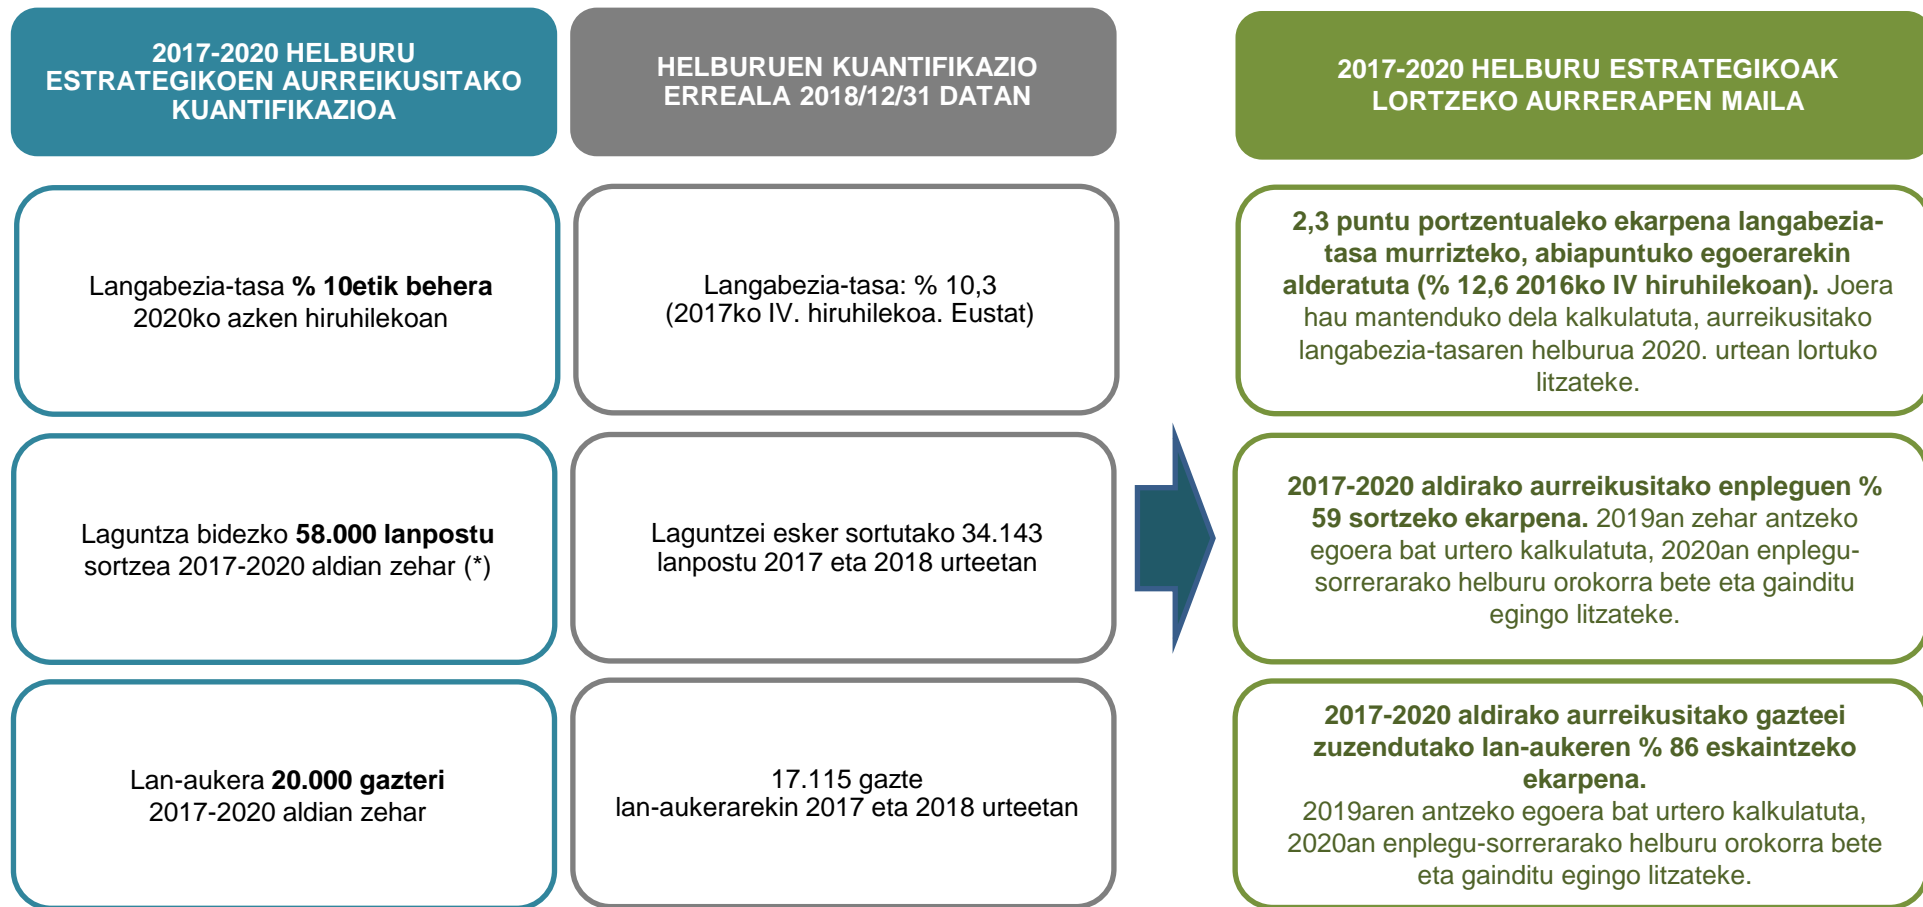 2017-2020 HELBURU
ESTRATEGIKOEN AURREIKUSITAKO
KUANTIFIKAZIOA
HELBURUEN KUANTIFIKAZIO
ERREALA 2018/12/31 DATAN
2017-2020 HELBURU ESTRATEGIKOAK
LORTZEKO AURRERAPEN MAILA
Langabezia-tasa % 10etik behera
2020ko azken hiruhilekoan
Langabezia-tasa: % 10,3
(2017ko IV. hiruhilekoa. Eustat)
2,3 puntu portzentualeko ekarpena langabezia-
tasa murrizteko, abiapuntuko egoerarekin
alderatuta (% 12,6 2016ko IV hiruhilekoan). Joera
hau mantenduko dela kalkulatuta, aurreikusitako
langabezia-tasaren helburua 2020. urtean lortuko
litzateke.
Laguntza bidezko 58.000 lanpostu
sortzea 2017-2020 aldian zehar (*)
Laguntzei esker sortutako 34.143
lanpostu 2017 eta 2018 urteetan
2017-2020 aldirako aurreikusitako enpleguen %
59 sortzeko ekarpena. 2019an zehar antzeko
egoera bat urtero kalkulatuta, 2020an enplegu-
sorrerarako helburu orokorra bete eta gainditu
egingo litzateke.
Lan-aukera 20.000 gazteri
2017-2020 aldian zehar
17.115 gazte
lan-aukerarekin 2017 eta 2018 urteetan
2017-2020 aldirako aurreikusitako gazteei
zuzendutako lan-aukeren % 86 eskaintzeko
ekarpena.
2019aren antzeko egoera bat urtero kalkulatuta,
2020an enplegu-sorrerarako helburu orokorra bete
eta gainditu egingo litzateke.